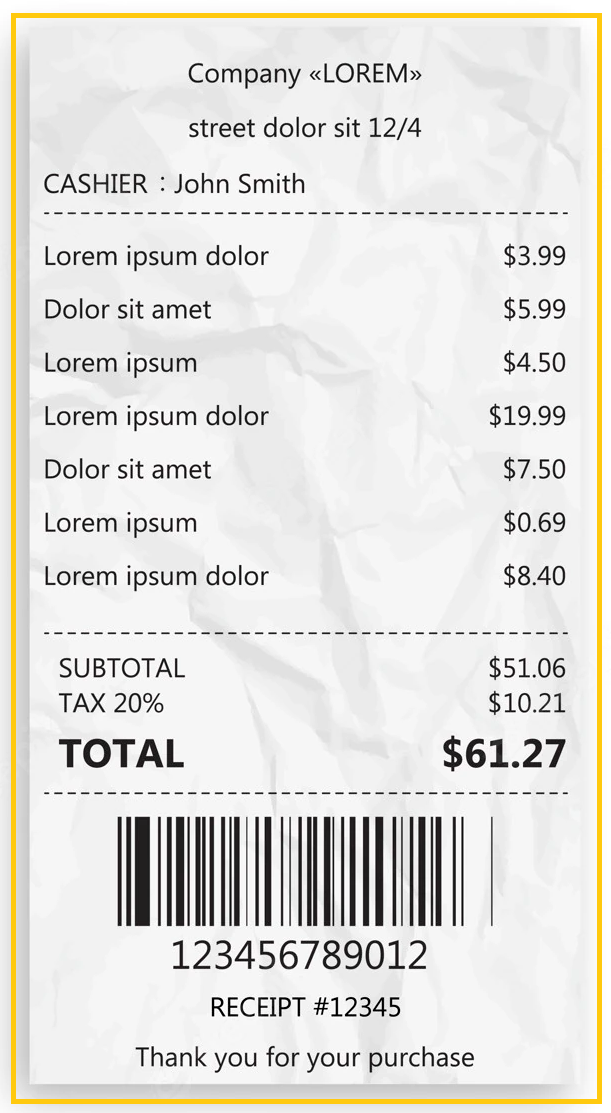 Company «LOREM»
street dolor sit 12/4
CASHIER : John Smith
Lorem ipsum dolor $3.99
Dolor sit amet $5.99
Lorem ipsum $4.50
Lorem ipsum dolor $19.99
Dolor sit amet $7.50
Lorem ipsum $0.69
Lorem ipsum dolor $8.40
SUBTOTAL $51.06
TAX 20% $10.21
TOTAL $61.27
123456789012
RECEIPT #12345
Thank you for your purchase